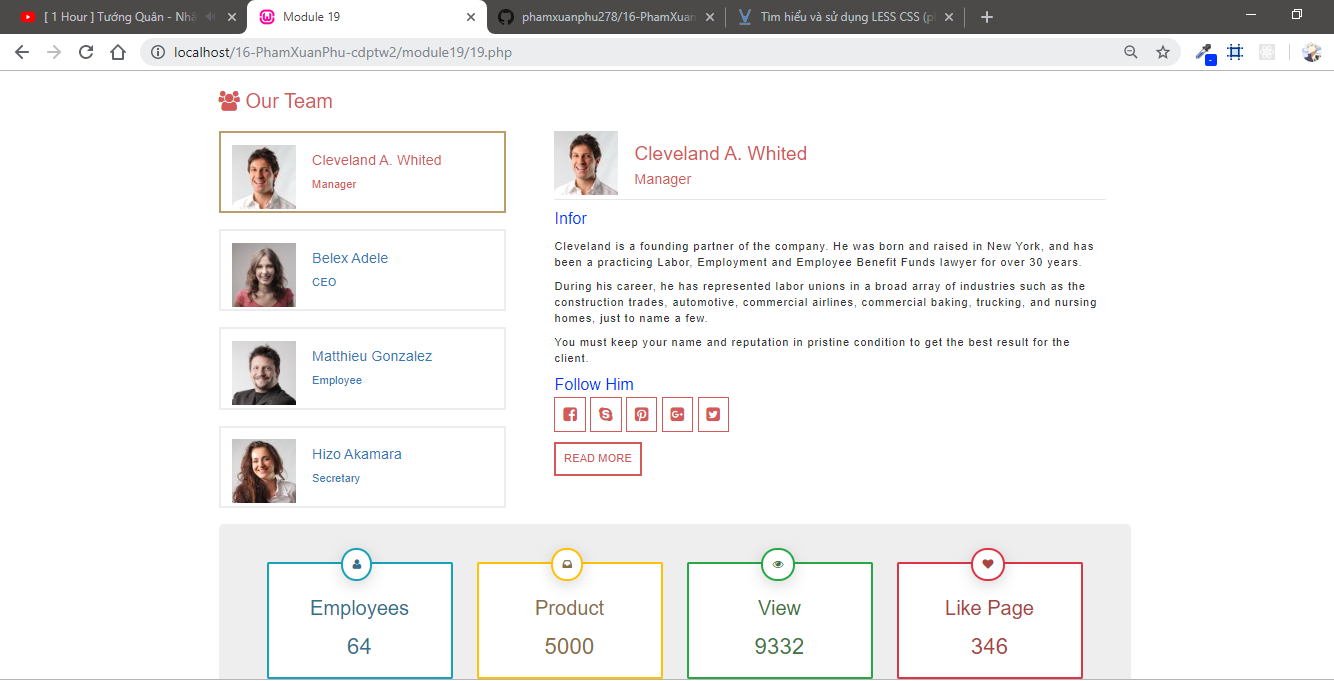 [ 1 Hour ] Tướng Quân - Nhâ
Module 19
phamxuanphu278/16-PhamXuan
Tìm hiểu và sử dụng LESS CSS (p
localhost/16-PhamXuanPhu-cdptw2/module19/19.php
Our Team
Cleveland A. Whited
Manager
Belex Adele
CEO
Matthieu Gonzalez
Employee
Hizo Akamara
Secretary
Cleveland A. Whited
Manager
Infor
Cleveland is a founding partner of the company. He was born and raised in New York, and has
been a practicing Labor, Employment and Employee Benefit Funds lawyer for over 30 years.
During his career, he has represented labor unions in a broad array of industries such as the
construction trades, automotive, commercial airlines, commercial baking, trucking, and nursing
homes, just to name a few.
You must keep your name and reputation in pristine condition to get the best result for the
client.
Follow Him
READ MORE
Employees
64
Product
5000
View
9332
Like Page
346